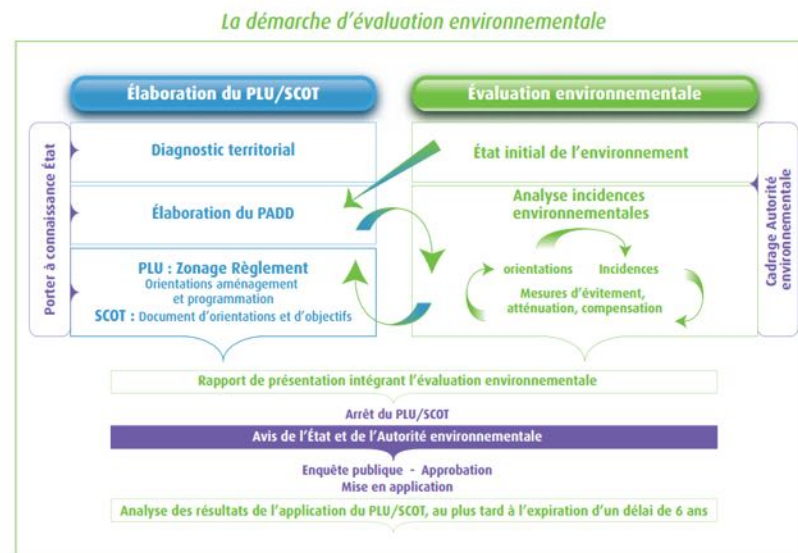 La démarche d'évaluation environnementale
Élaboration du PLU/SCOT
Évaluation environnementale
Porter à connaissance État
Diagnostic territorial
Élaboration du PADD
PLU : Zonage Règlement
Orientations aménagement
et programmation
SCOT : Document d'orientations et d'objectifs
État initial de l'environnement
Analyse incidences
environnementales
orientations
Incidences
Mesures d'évitement,
atténuation, compensation
Cadrage Autorité
environnementale
Rapport de présentation intégrant l'évaluation environnementale
Arrêt du PLU/SCOT
Avis de l'État et de l'Autorité environnementale
Enquête publique - Approbation
Mise en application
Analyse des résultats de l'application du PLU/SCOT, au plus tard à l'expiration d'un délai de 6 ans